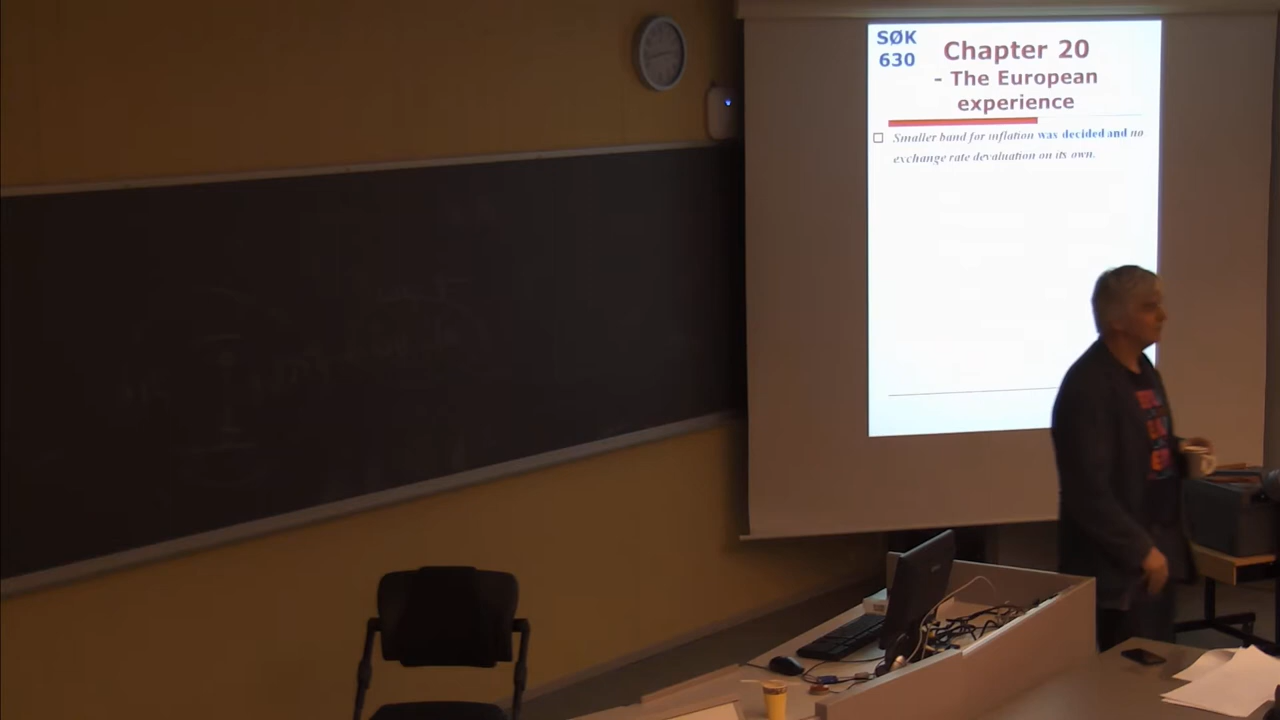 SØK
630
Chapter 20
- The European
experience
Smaller band for inflation was decided and no
exchange rate devaluation on its own.